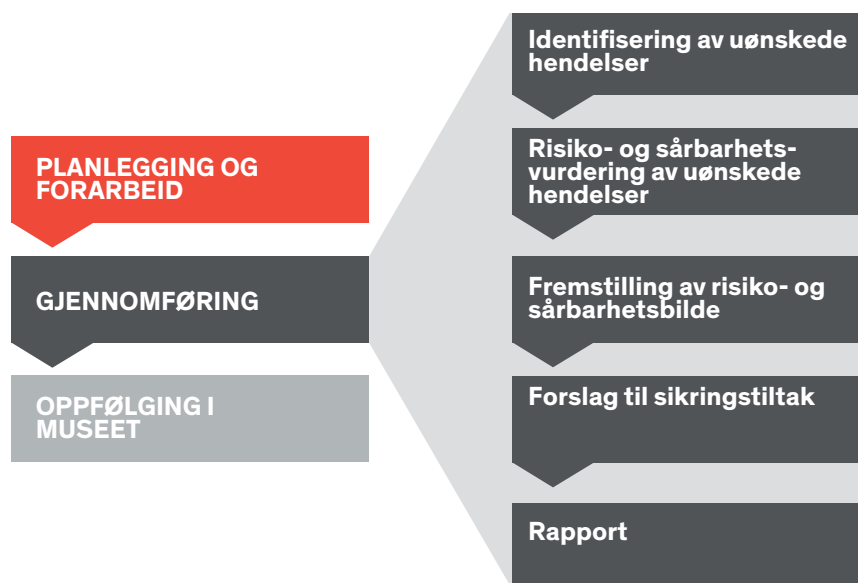 PLANLEGGING OG
FORARBEID
GJENNOMFØRING
OPPFØLGING I
MUSEET
Identifisering av uønskede
hendelser
Risiko- og sårbarhets-
vurdering av uønskede
hendelser
Fremstilling av risiko- og
sårbarhetsbilde
Forslag til sikringstiltak
Rapport